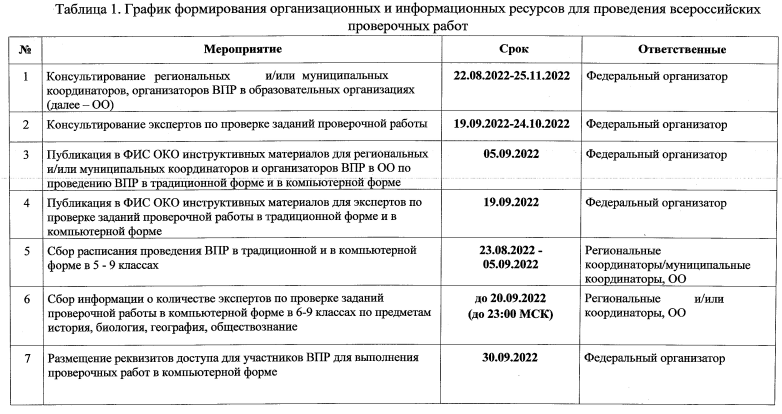 Таблица 1. График формирования организационных и информационных ресурсов для проведения всероссийских
проверочных работ
№ Мероприятие Срок Ответственные
1 Консультирование региональных и/или муниципальных 22.08.2022-25.11.2022 Федеральный организатор
координаторов, организаторов ВПР в образовательных организациях
(далее – ОО)
2 Консультирование экспертов по проверке заданий проверочной работы 19.09.2022-24.10.2022 Федеральный организатор
3 Публикация в ФИС ОКО инструктивных материалов для региональных 05.09.2022 Федеральный организатор
и/или муниципальных координаторов и организаторов ВПР в ОО по
проведению ВПР в традиционной форме и в компьютерной форме
4 Публикация в ФИС ОКО инструктивных материалов для экспертов по 19.09.2022 Федеральный организатор
проверке заданий проверочной работы в традиционной форме и в
компьютерной форме
5 Сбор расписания проведения ВПР в традиционной и в компьютерной 23.08.2022 - Региональные
форме в 5 - 9 классах 05.09.2022 координаторы/муниципальные
координаторы, ОО
6 Сбор информации о количестве экспертов по проверке заданий до 20.09.2022 Региональные и/или
проверочной работы в компьютерной форме в 6-9 классах по предметам (до 23:00 МСК) координаторы, ОО
история, биология, география, обществознание
7 Размещение реквизитов доступа для участников ВПР для выполнения 30.09.2022 Федеральный организатор
проверочных работ в компьютерной форме